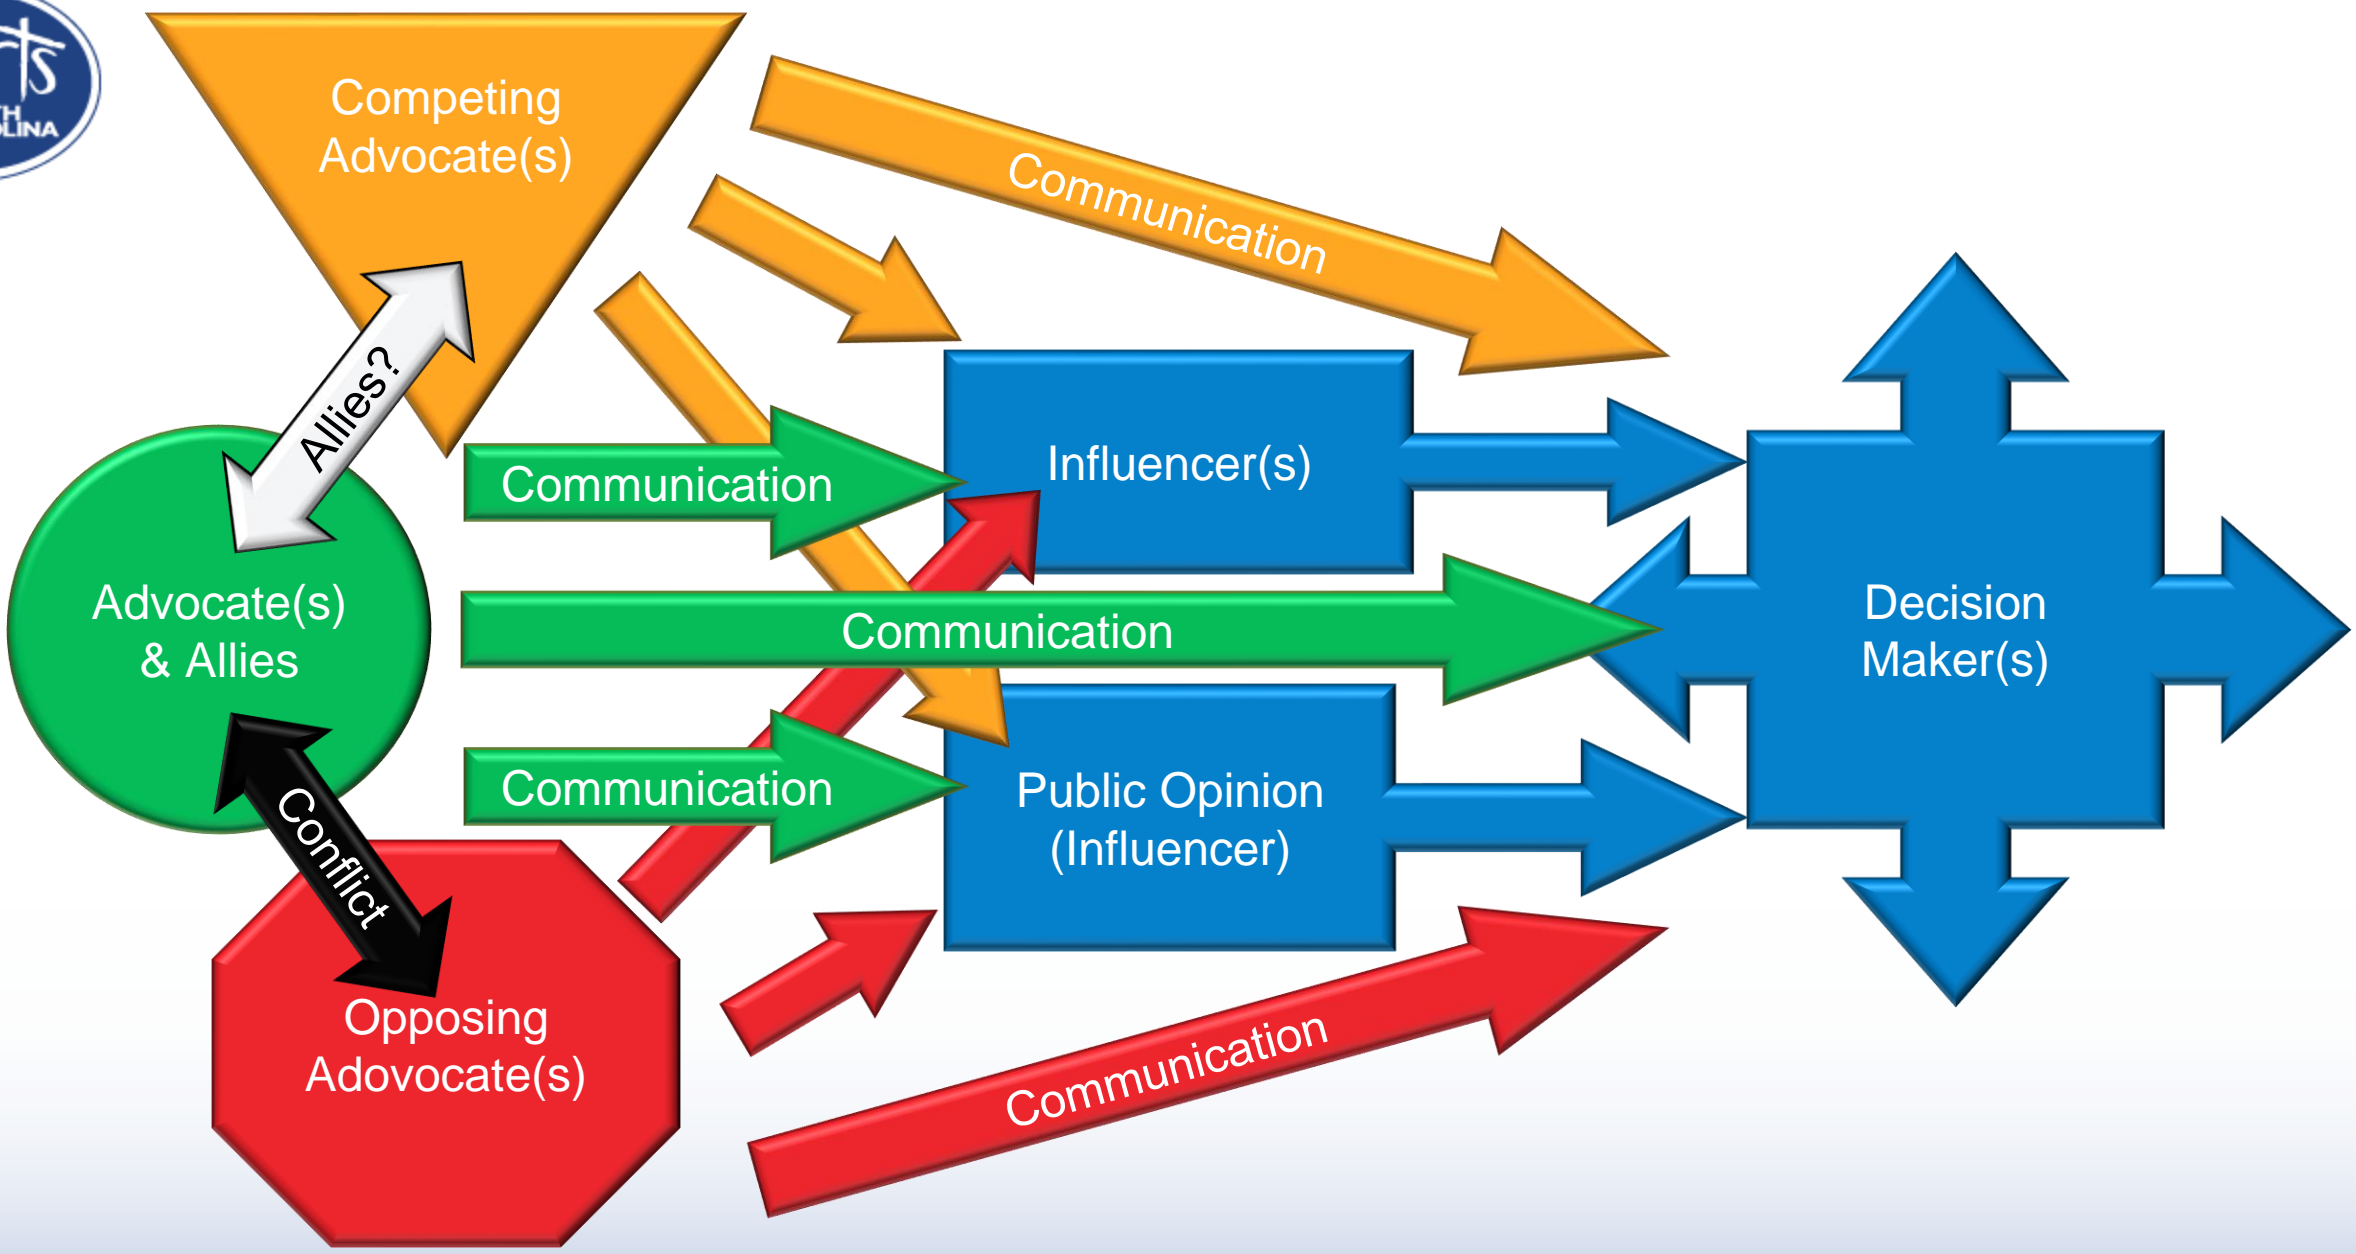 Competing
Advocate(s)
Communication
Allies?
Influencer(s)
Communication
Advocate(s)
& Allies
Communication
Decision
Maker(s)
Communication
Public Opinion
(Influencer)
Conflict
Opposing
Adovocate(s)
Communication